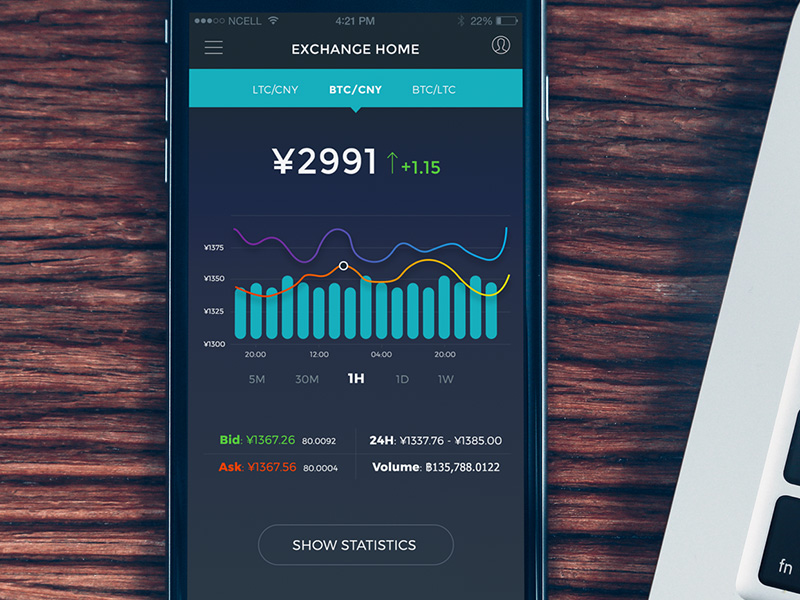 NCELL 4:21 PM 22%
EXCHANGE HOME
LTC/CNY BTC/CNY BTC/LTC
¥2991 ↑+1.15
¥1375
¥1350
¥1325
¥1300
20:00 12:00 04:00 20:00
5M 30M 1H 1D 1W
Bid: ¥1367.26 80.0092
24H: ¥1337.76 - ¥1385.00
Ask: ¥1367.56 80.0004
Volume: ฿135,788.0122
SHOW STATISTICS
fn